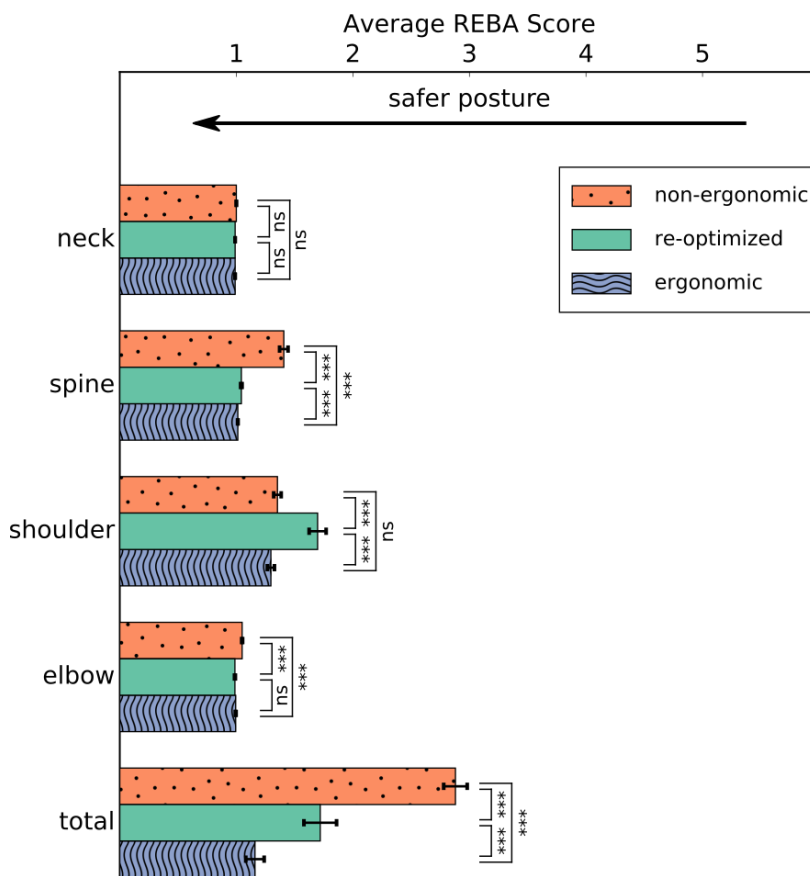 Average REBA Score
1 2 3 4 5
safer posture
non-ergonomic
re-optimized
ergonomic
neck
ns
ns
ns
spine
***
***
***
shoulder
***
***
ns
elbow
***
ns
***
total
***
***
***